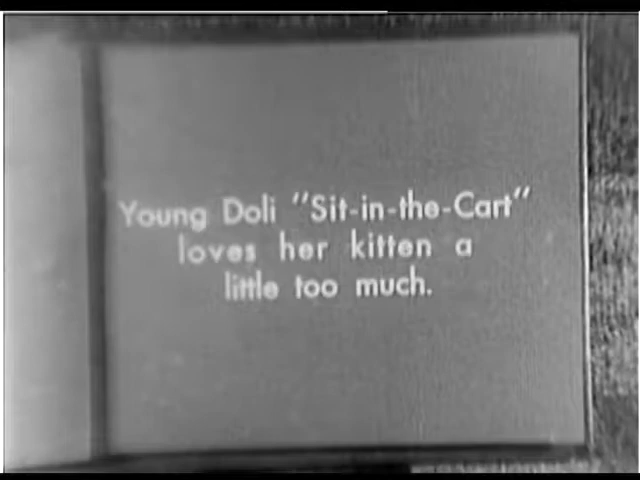 Young Doli "Sit-in-the-Cart"
loves her kitten a
little too much.